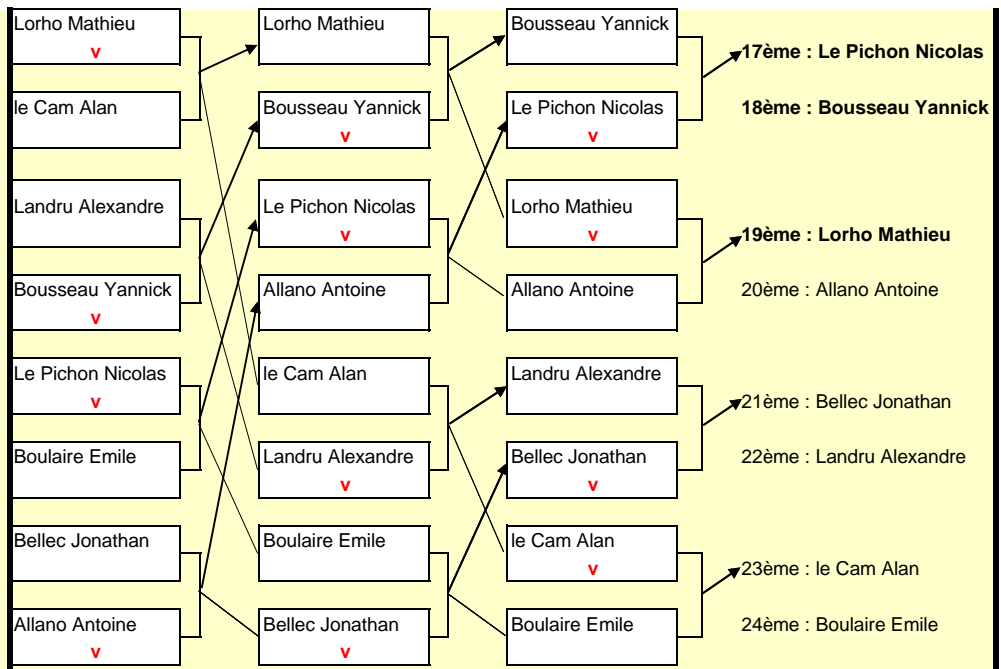 Lorho Mathieu
v
le Cam Alan
Landru Alexandre
Bousseau Yannick
v
Le Pichon Nicolas
v
Boulaire Emile
Bellec Jonathan
Allano Antoine
v
Lorho Mathieu
Bousseau Yannick
v
Le Pichon Nicolas
v
Allano Antoine
le Cam Alan
Landru Alexandre
v
Boulaire Emile
Bellec Jonathan
v
Bousseau Yannick
Le Pichon Nicolas
v
Lorho Mathieu
v
Allano Antoine
Landru Alexandre
Bellec Jonathan
v
le Cam Alan
v
Boulaire Emile
17ème : Le Pichon Nicolas
18ème : Bousseau Yannick
19ème : Lorho Mathieu
20ème : Allano Antoine
21ème : Bellec Jonathan
22ème : Landru Alexandre
23ème : le Cam Alan
24ème : Boulaire Emile